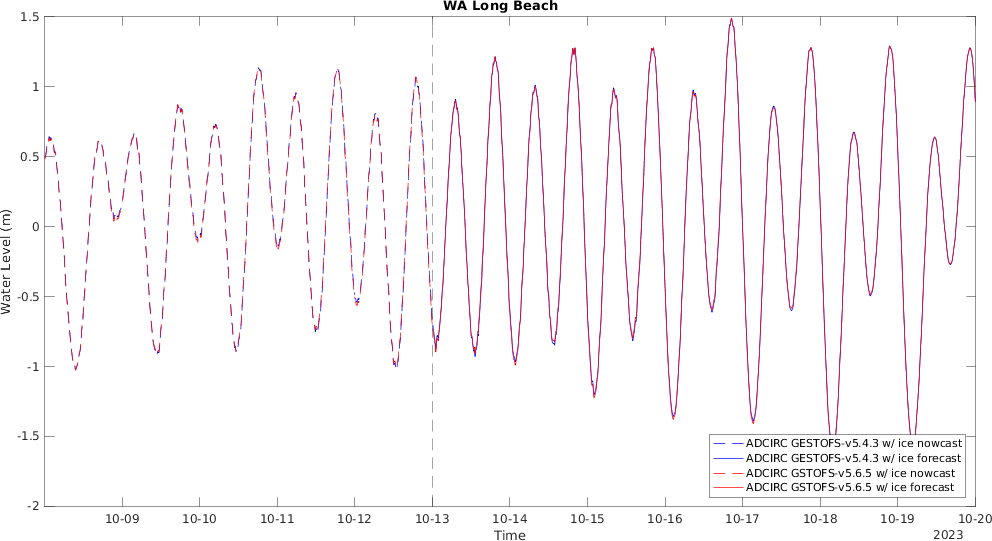 WA Long Beach
1.5
1
0.5
0
-0.5
-1
-1.5
-2
Water Level (m)
ADCIRC GESTOFS-v5.4.3 w/ ice nowcast
ADCIRC GESTOFS-v5.4.3 w/ ice forecast
ADCIRC GSTOFS-v5.6.5 w/ ice nowcast
ADCIRC GSTOFS-v5.6.5 w/ ice forecast
10-09 10-10 10-11 10-12 10-13 10-14 10-15 10-16 10-17 10-18 10-19 10-20
Time
2023